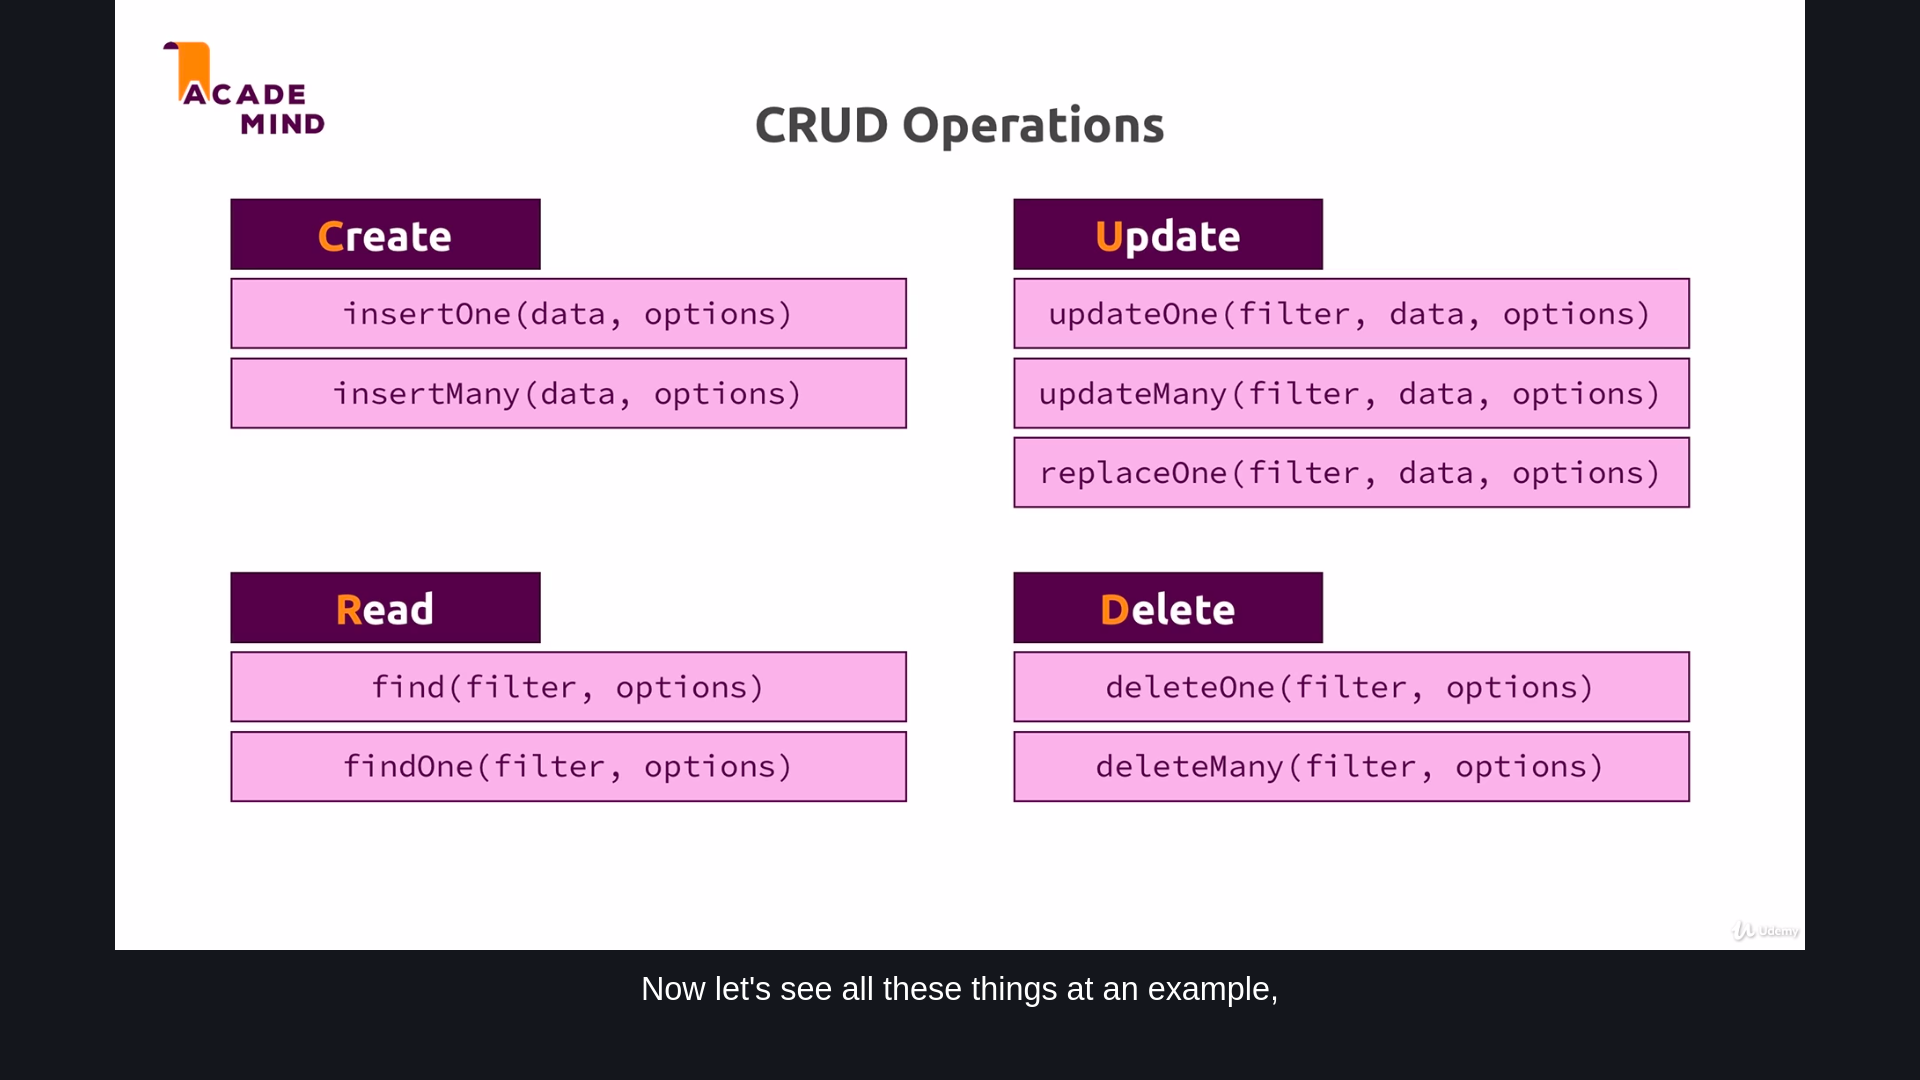 ACADE
MIND
CRUD Operations
Create
insertOne(data, options)
insertMany(data, options)
Update
updateOne(filter, data, options)
updateMany(filter, data, options)
replaceOne(filter, data, options)
Read
find(filter, options)
findOne(filter, options)
Delete
deleteOne(filter, options)
deleteMany(filter, options)
Udemy
Now let's see all these things at an example,